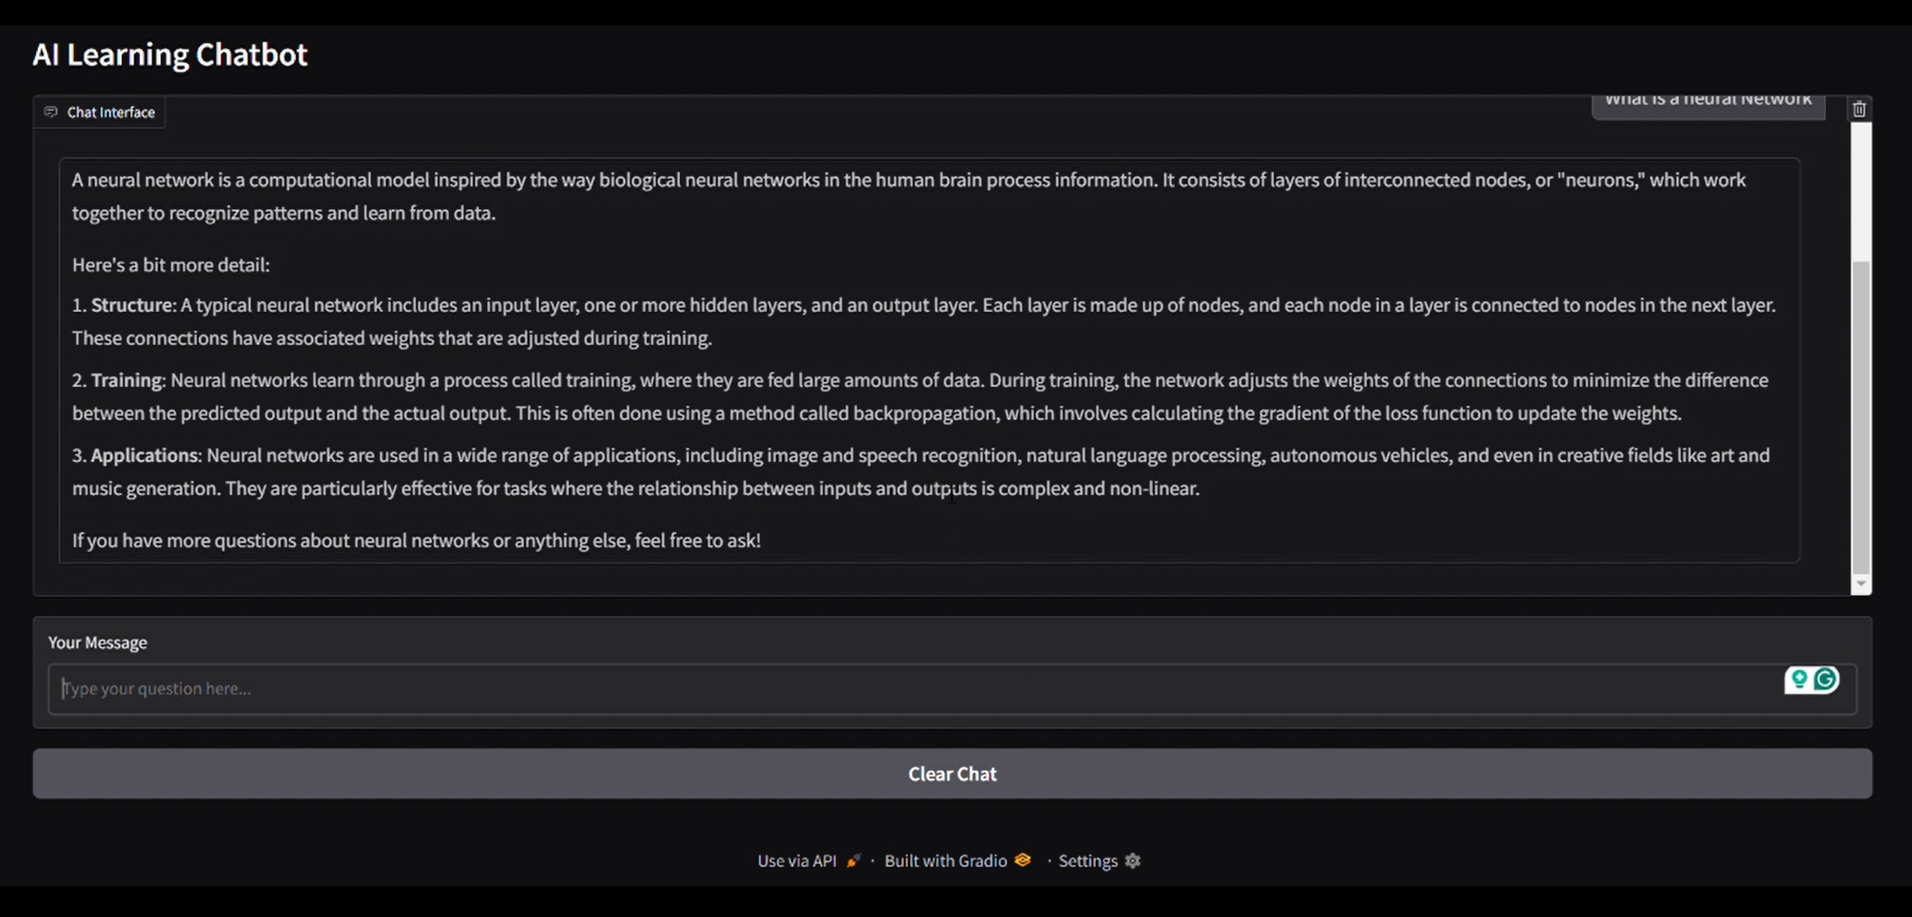 AI Learning Chatbot
Chat Interface
What is a neural Network
A neural network is a computational model inspired by the way biological neural networks in the human brain process information. It consists of layers of interconnected nodes, or "neurons," which work
together to recognize patterns and learn from data.
Here's a bit more detail:
1. Structure: A typical neural network includes an input layer, one or more hidden layers, and an output layer. Each layer is made up of nodes, and each node in a layer is connected to nodes in the next layer.
These connections have associated weights that are adjusted during training.
2. Training: Neural networks learn through a process called training, where they are fed large amounts of data. During training, the network adjusts the weights of the connections to minimize the difference
between the predicted output and the actual output. This is often done using a method called backpropagation, which involves calculating the gradient of the loss function to update the weights.
3. Applications: Neural networks are used in a wide range of applications, including image and speech recognition, natural language processing, autonomous vehicles, and even in creative fields like art and
music generation. They are particularly effective for tasks where the relationship between inputs and outputs is complex and non-linear.
If you have more questions about neural networks or anything else, feel free to ask!
Your Message
Type your question here...
Clear Chat
Use via API · Built with Gradio · Settings